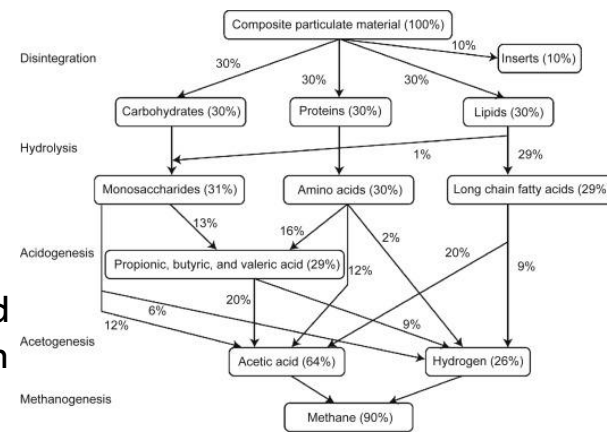 Composite particulate material (100%)
Disintegration
10%
Inserts (10%)
30%
30%
30%
Carbohydrates (30%)
Proteins (30%)
Lipids (30%)
Hydrolysis
1%
29%
Monosaccharides (31%)
Amino acids (30%)
Long chain fatty acids (29%
13%
16%
2%
Acidogenesis
Propionic, butyric, and valeric acid (29%)
12%
20%
9%
20%
9%
6%
12%
Acetogenesis
Acetic acid (64%)
Hydrogen (26%)
Methanogenesis
Methane (90%)